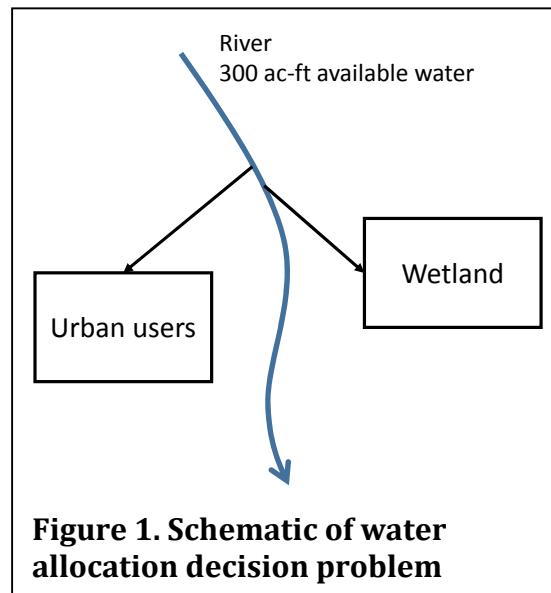 River
300 ac-ft available water
Wetland
Urban users
Figure 1. Schematic of water
allocation decision problem